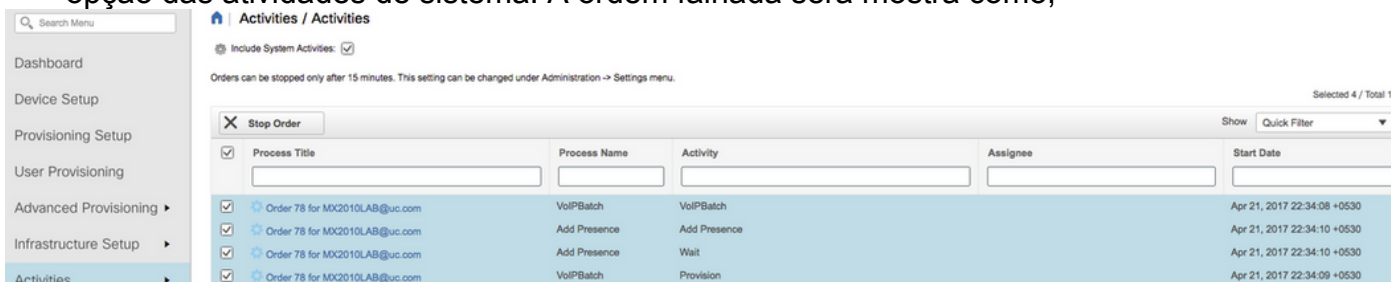 opção das atividades do sistema. A ordem falhada será mostra como,
Search Menu
Activities / Activities
Include System Activities:
Dashboard
Orders can be stopped only after 15 minutes. This setting can be changed under Administration -> Settings menu.
Device Setup
Selected 4 / Total 1
Stop Order
Show Quick Filter
Provisioning Setup
Process Title Process Name Activity Assignee Start Date
User Provisioning
Advanced Provisioning
Order 78 for MX2010LAB@uc.com VoIPBatch VoIPBatch Apr 21, 2017 22:34:08 +0530
Order 78 for MX2010LAB@uc.com Add Presence Add Presence Apr 21, 2017 22:34:10 +0530
Infrastructure Setup
Order 78 for MX2010LAB@uc.com Add Presence Wait Apr 21, 2017 22:34:10 +0530
Activities
Order 78 for MX2010LAB@uc.com VoIPBatch Provision Apr 21, 2017 22:34:09 +0530